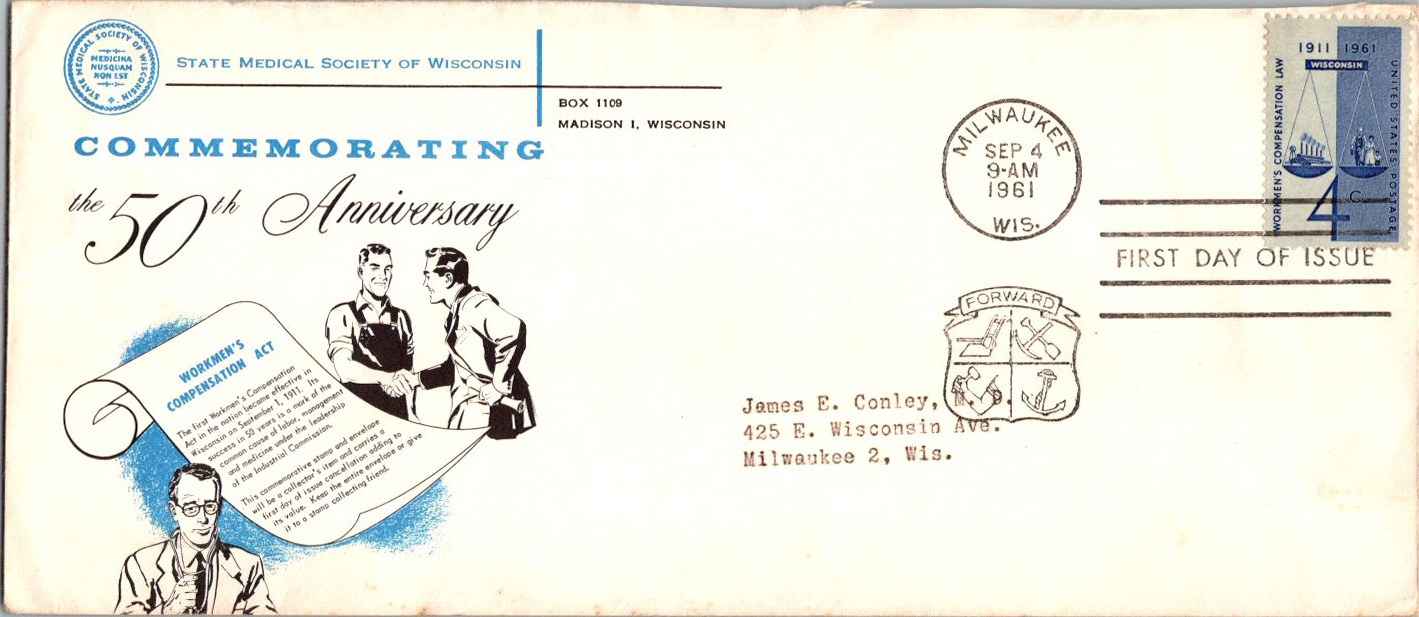 STATE MEDICAL SOCIETY OF WISCONSIN
MEDICINA
NUSQUAM
NON EST
STATE MEDICAL SOCIETY OF WISCONSIN
BOX 1109
MADISON 1, WISCONSIN
COMMEMORATING
the 50th Anniversary
WORKMEN'S
COMPENSATION ACT
The first Workmen's Compensation
Act in the nation became effective in
Wisconsin on September 1, 1911. Its
success in 50 years is a mark of the
common cause of labor, management
and medicine under the leadership
of the Industrial Commission.
This commemorative stamp and envelope
will be a collector's item and carries a
first day of issue cancellation adding to
its value. Keep the entire envelope or give
it to a stamp collecting friend.
MILWAUKEE
SEP 4
9-AM
1961
WIS.
1911 1961
WISCONSIN
WORKMEN'S COMPENSATION LAW
UNITED STATES POSTAGE
4c
FIRST DAY OF ISSUE
FORWARD
James E. Conley, M. D.
425 E. Wisconsin Ave.
Milwaukee 2, Wis.